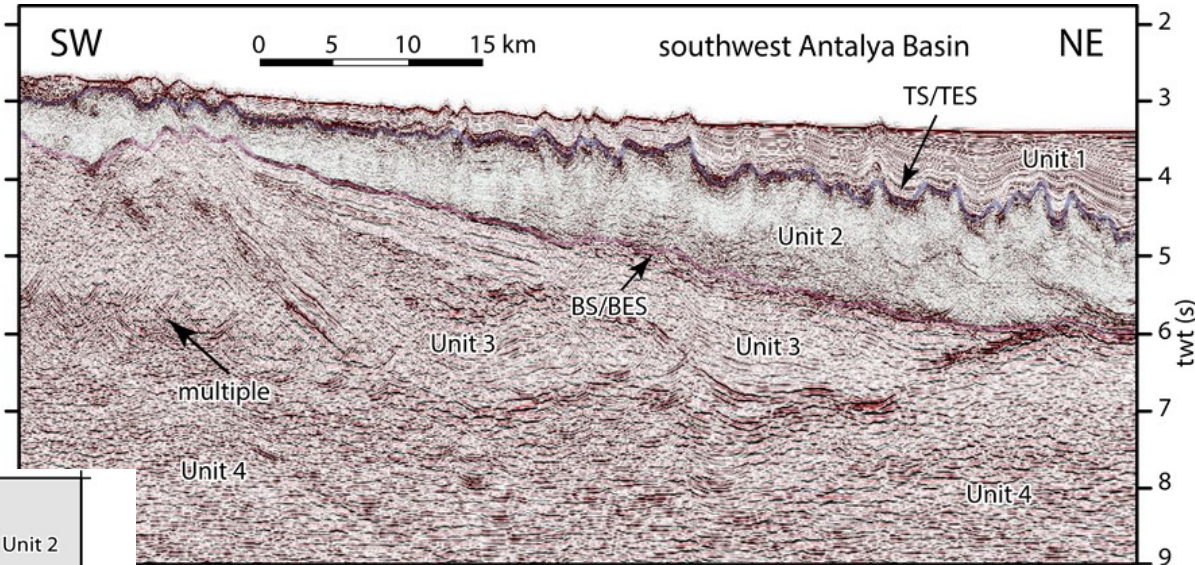 SW
0 5 10 15 km
southwest Antalya Basin
NE
TS/TES
Unit 1
Unit 2
BS/BES
Unit 3
Unit 3
multiple
Unit 4
Unit 4
Unit 2
2
3
4
5
6
7
8
9
twt (s)